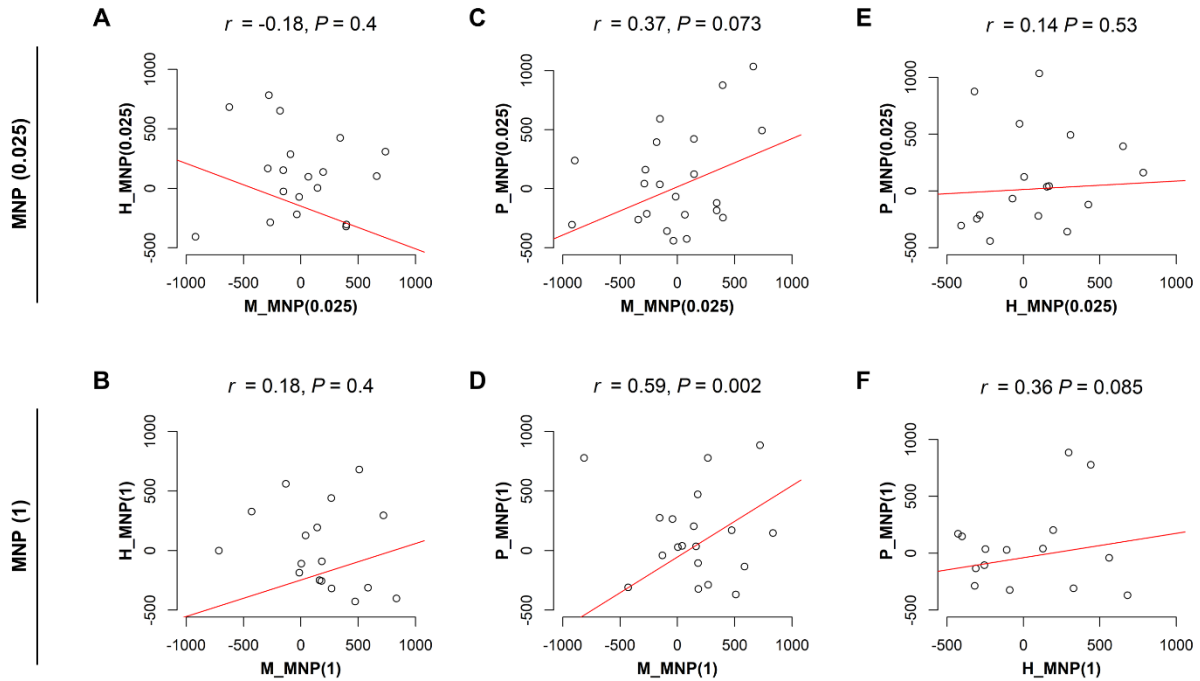 MNP (0.025)
A
r = -0.18, P = 0.4
H_MNP(0.025)
1000
500
0
-500
-1000 -500 0 500 1000
M_MNP(0.025)
C
r = 0.37, P = 0.073
P_MNP(0.025)
1000
500
0
-500
-1000 -500 0 500 1000
M_MNP(0.025)
E
r = 0.14 P = 0.53
P_MNP(0.025)
1000
500
0
-500
-500 0 500 1000
H_MNP(0.025)
MNP (1)
B
r = 0.18, P = 0.4
H_MNP(1)
1000
500
0
-500
-1000 -500 0 500 1000
M_MNP(1)
D
r = 0.59, P = 0.002
P_MNP(1)
1000
500
0
-500
-1000 -500 0 500 1000
M_MNP(1)
F
r = 0.36 P = 0.085
P_MNP(1)
1000
500
0
-500
-500 0 500 1000
H_MNP(1)